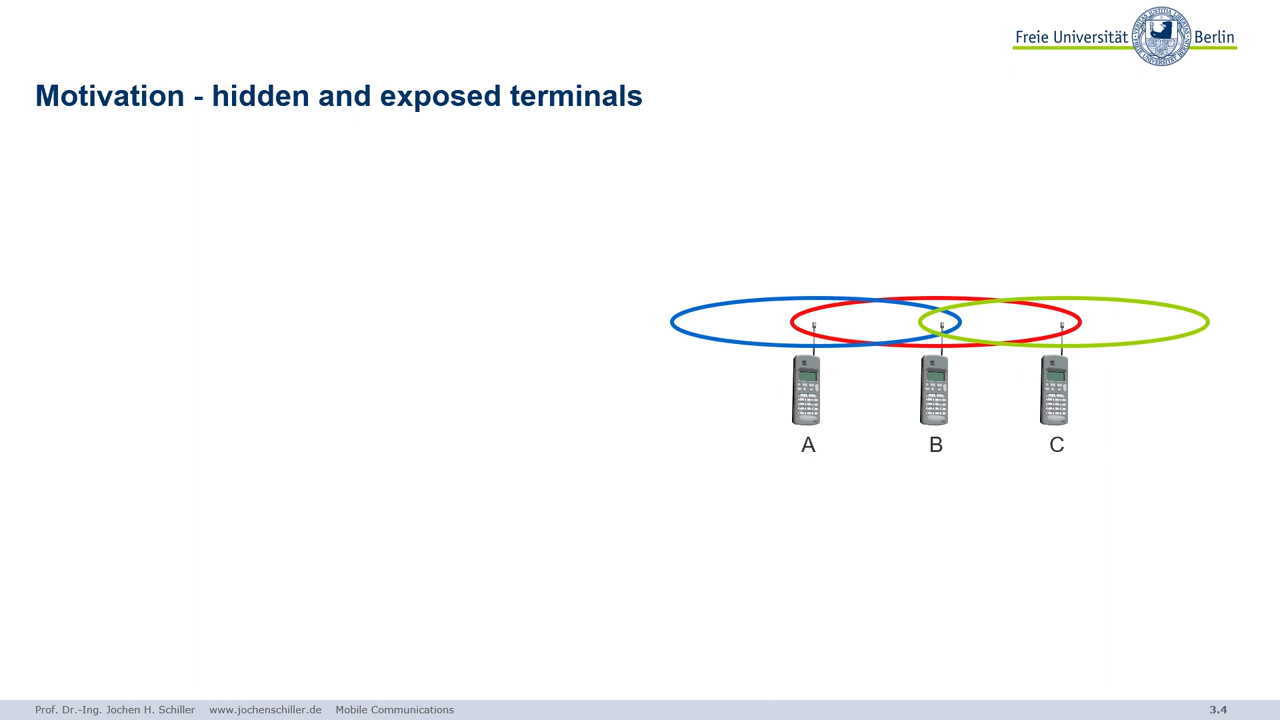 Freie Universität Berlin
Motivation - hidden and exposed terminals
A B C
Prof. Dr.-Ing. Jochen H. Schiller www.jochenschiller.de Mobile Communications 3.4